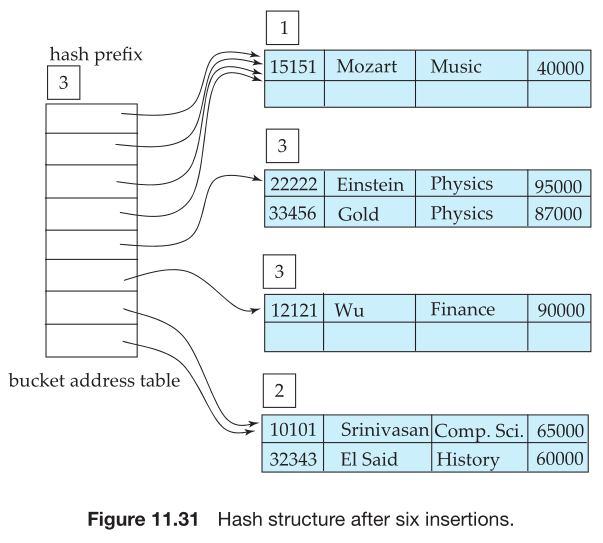 hash prefix
3
1
15151 Mozart Music 40000
3
22222 Einstein Physics 95000
33456 Gold Physics 87000
3
12121 Wu Finance 90000
bucket address table
2
10101 Srinivasan Comp. Sci. 65000
32343 El Said History 60000
Figure 11.31 Hash structure after six insertions.